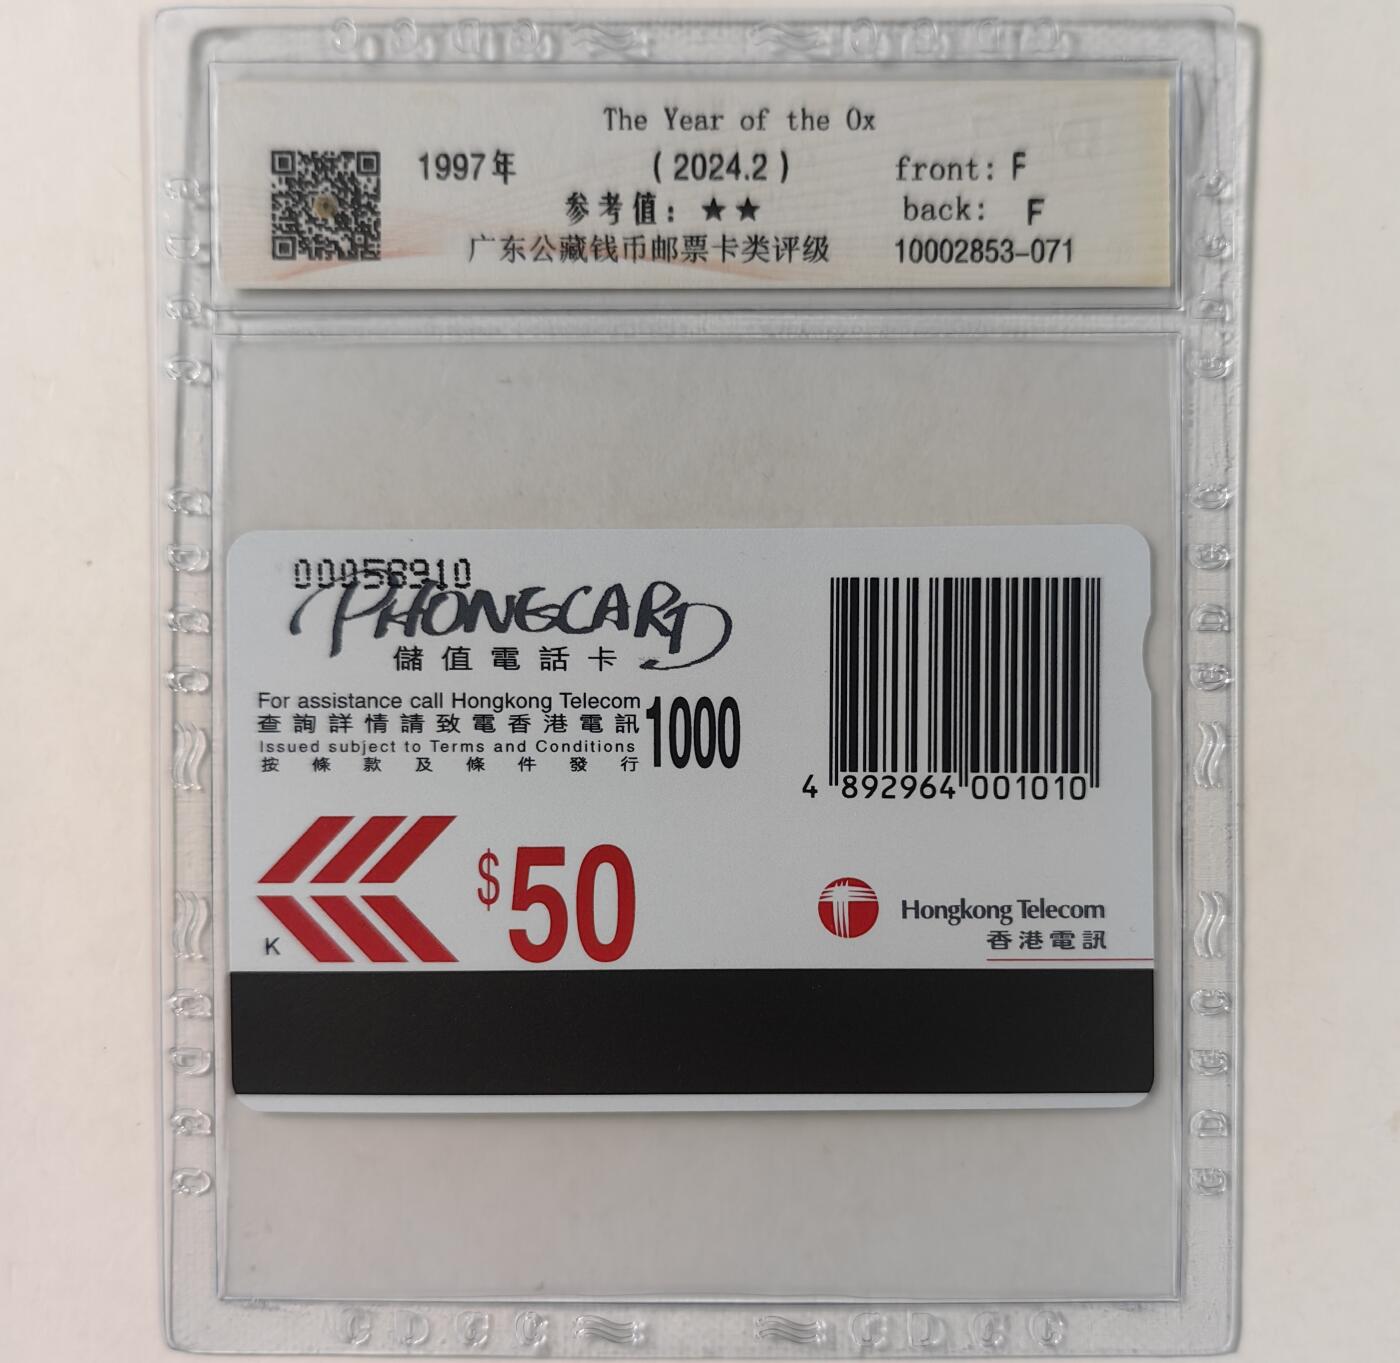 The Year of the Ox
1997年 (2024.2) front: F
参考值: ★★ back: F
广东公藏钱币邮票卡类评级 10002853-071
00058910
PHONECARD
儲值電話卡
For assistance call Hongkong Telecom 1000
查詢詳情請致電香港電訊
Issued subject to Terms and Conditions
按條款及條件發行
4 892964 001010
K
$50
Hongkong Telecom
香港電訊